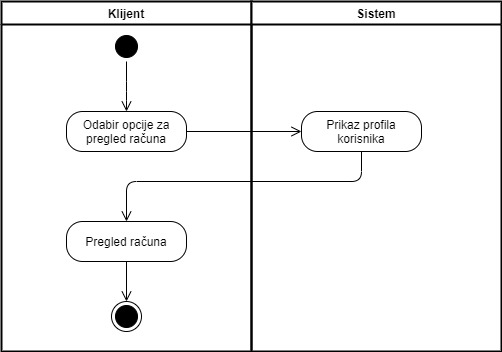 Klijent
Sistem
Odabir opcije za
pregled računa
Prikaz profila
korisnika
Pregled računa